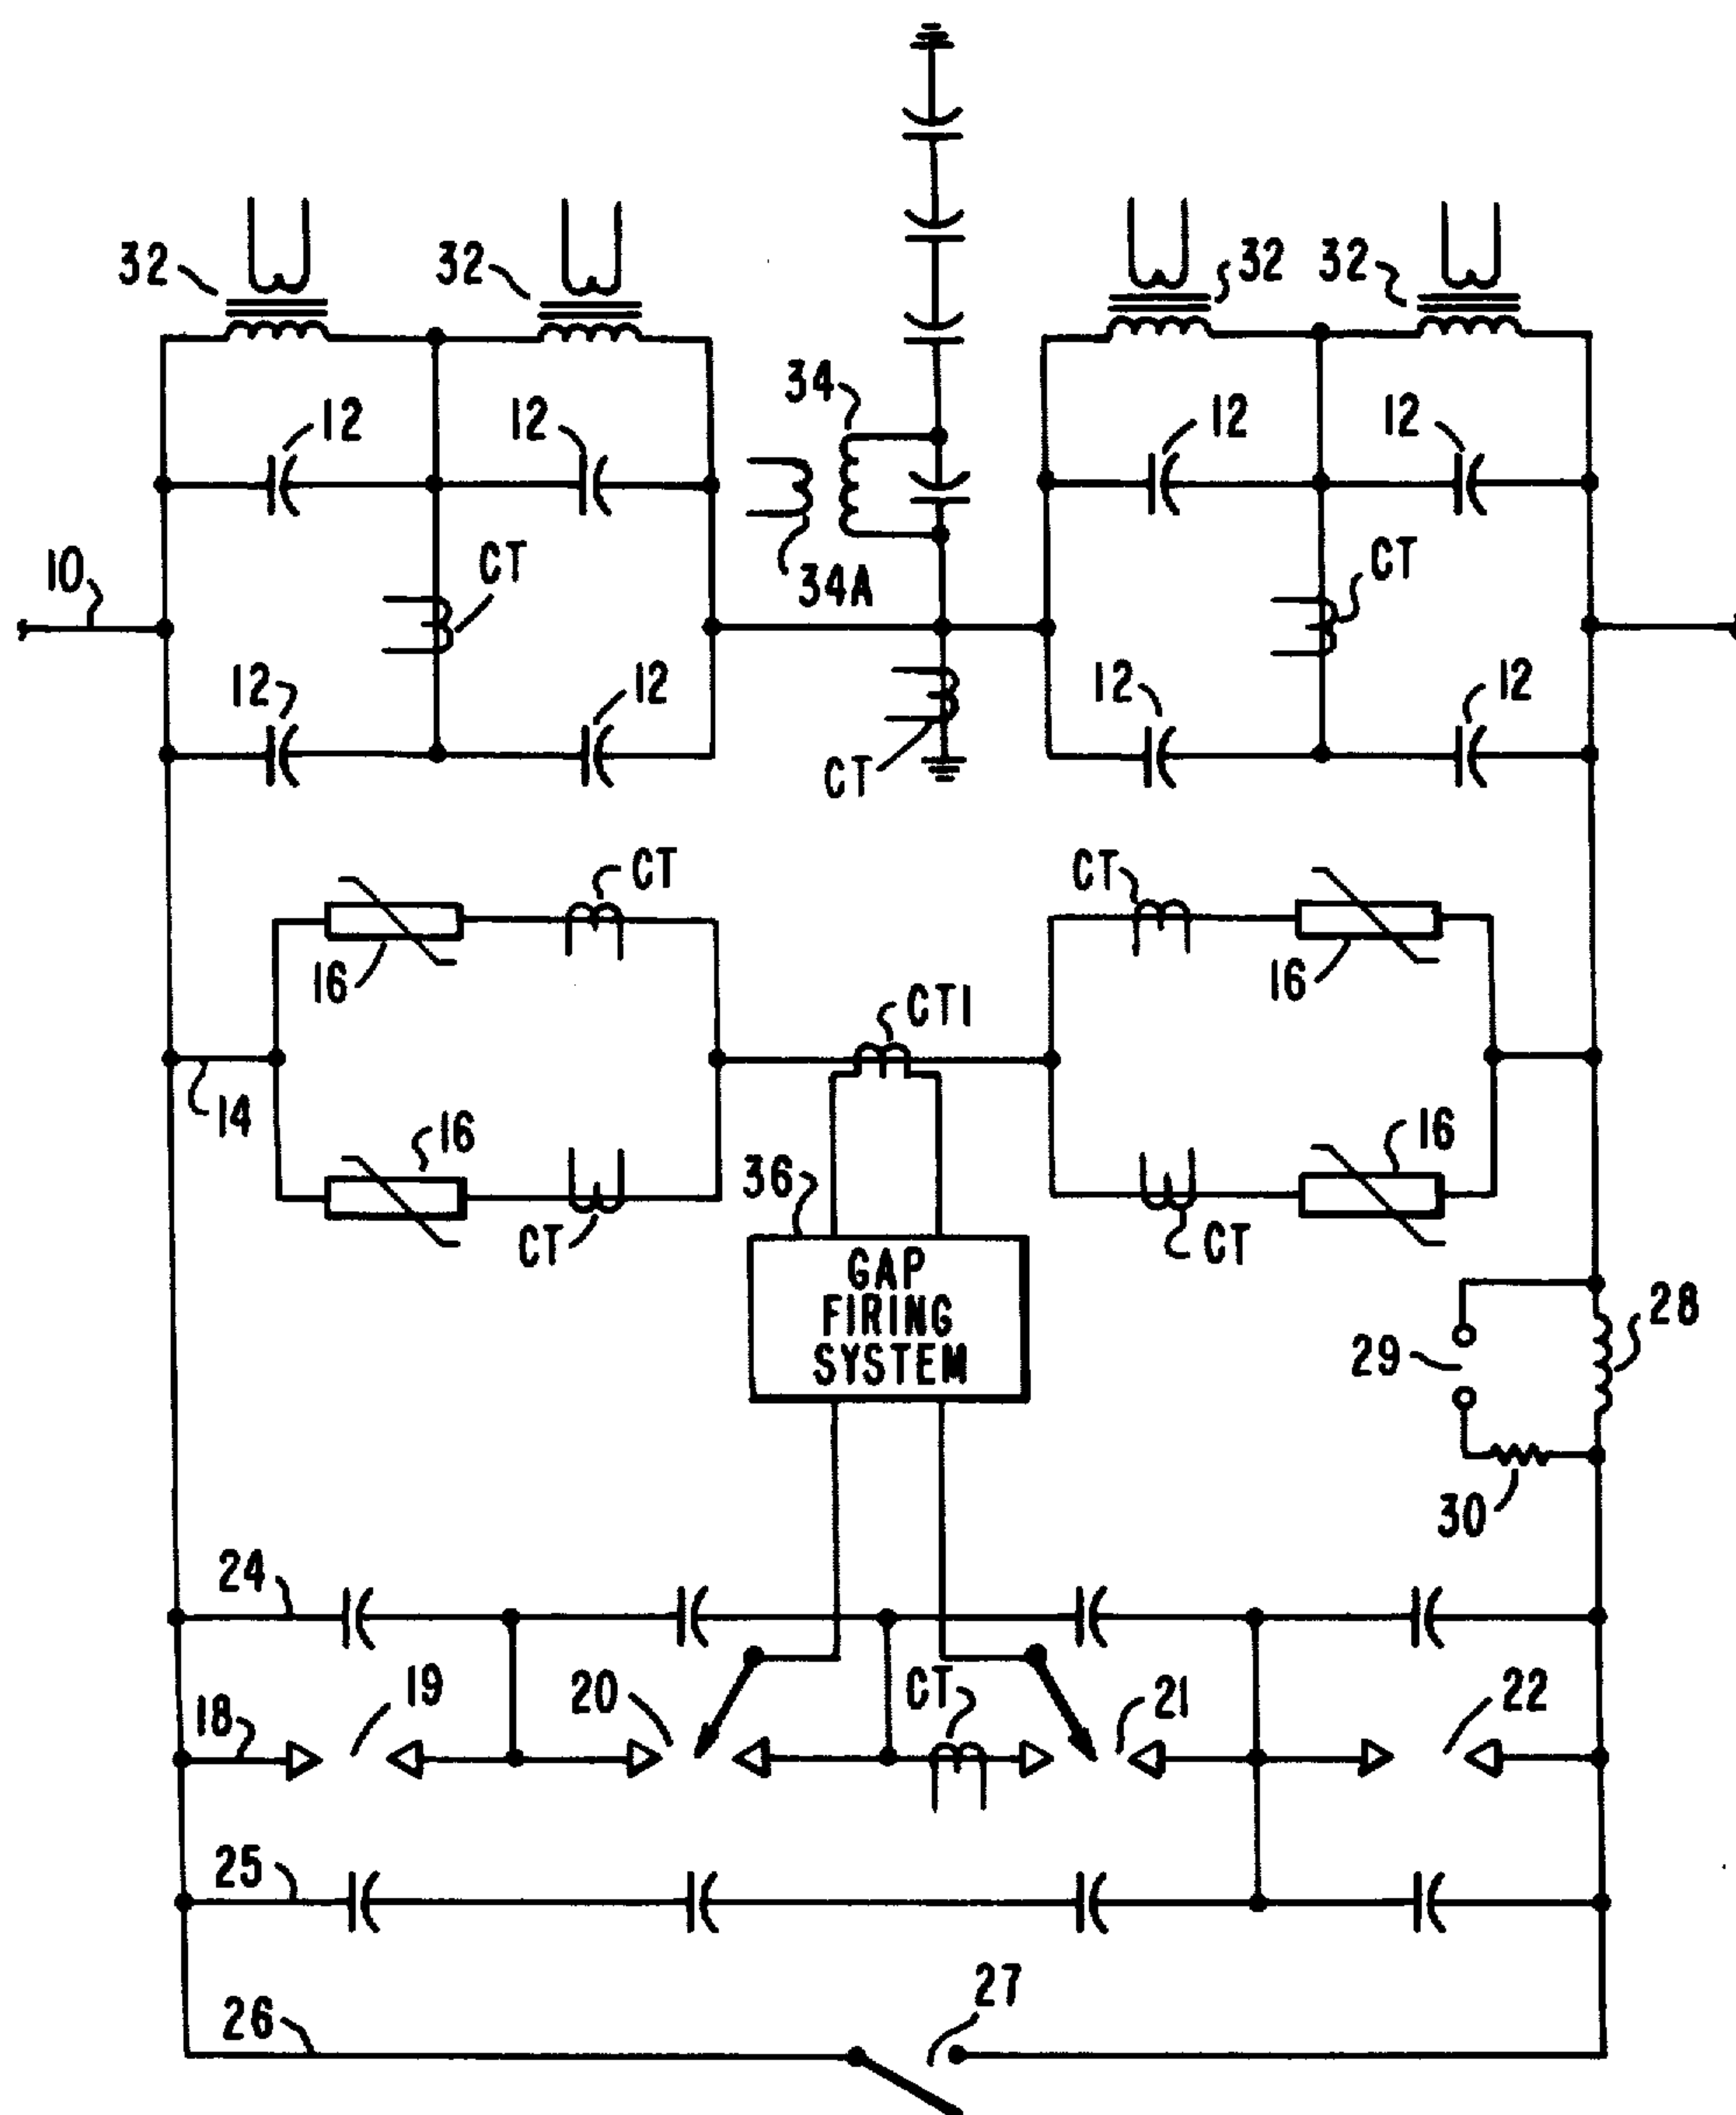 32 32 32 32
34
12 12 12 12
10 CT 34A CT
12 12 12 12
CT
CT CT
16 CT1 16
14 16 36 16
CT CT
GAP
FIRING
SYSTEM
28
29
30
24
18 19 20 CT 21 22
25
26 27